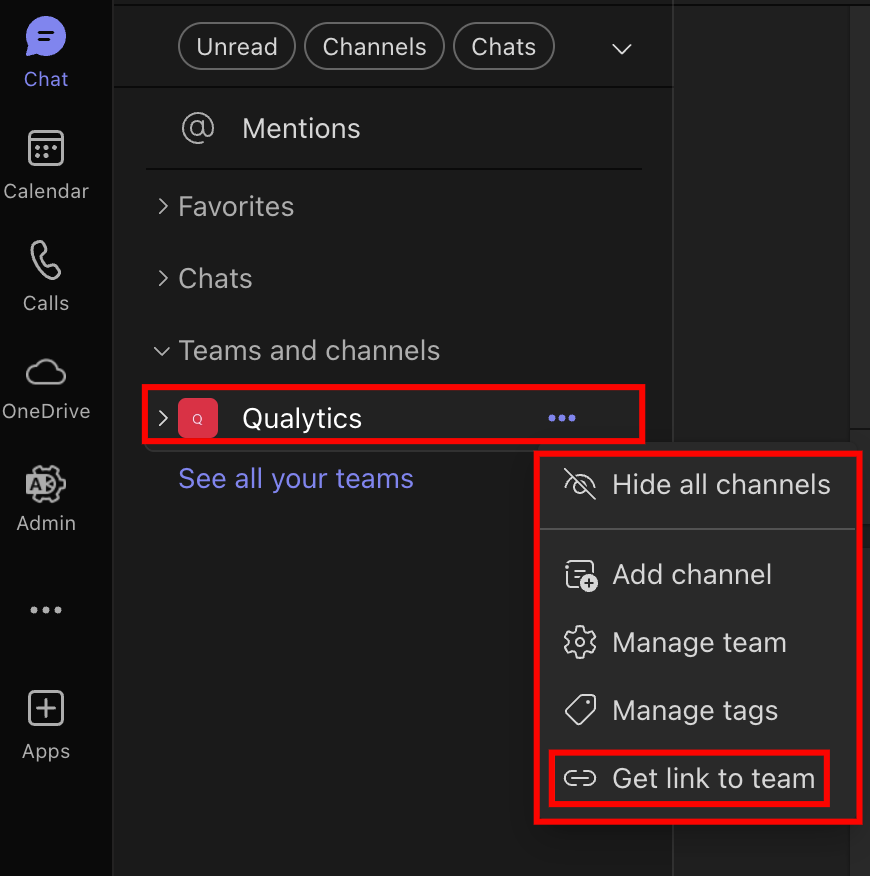 Chat
Calendar
Calls
OneDrive
Admin
Apps
Unread Channels Chats
@ Mentions
Favorites
Chats
Teams and channels
Q Qualytics
See all your teams
Hide all channels
Add channel
Manage team
Manage tags
Get link to team